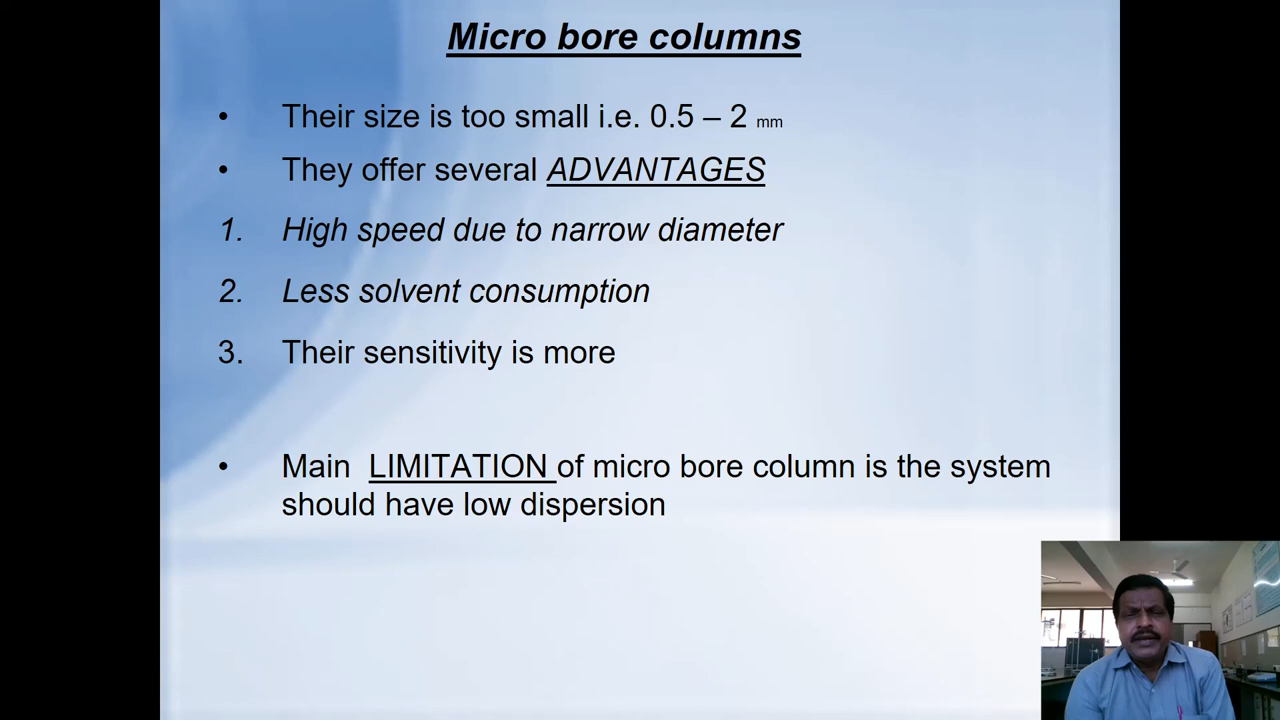 Micro bore columns
• Their size is too small i.e. 0.5 – 2 mm
• They offer several ADVANTAGES
1. High speed due to narrow diameter
2. Less solvent consumption
3. Their sensitivity is more
• Main LIMITATION of micro bore column is the system
should have low dispersion